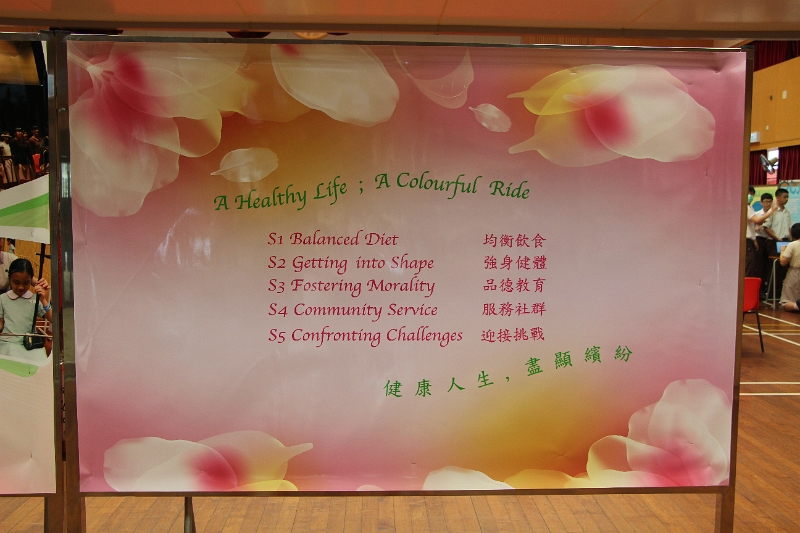 A Healthy Life ; A Colourful Ride
S1 Balanced Diet 均衡飲食
S2 Getting into Shape 強身健體
S3 Fostering Morality 品德教育
S4 Community Service 服務社群
S5 Confronting Challenges 迎接挑戰
健康人生，盡顯繽紛